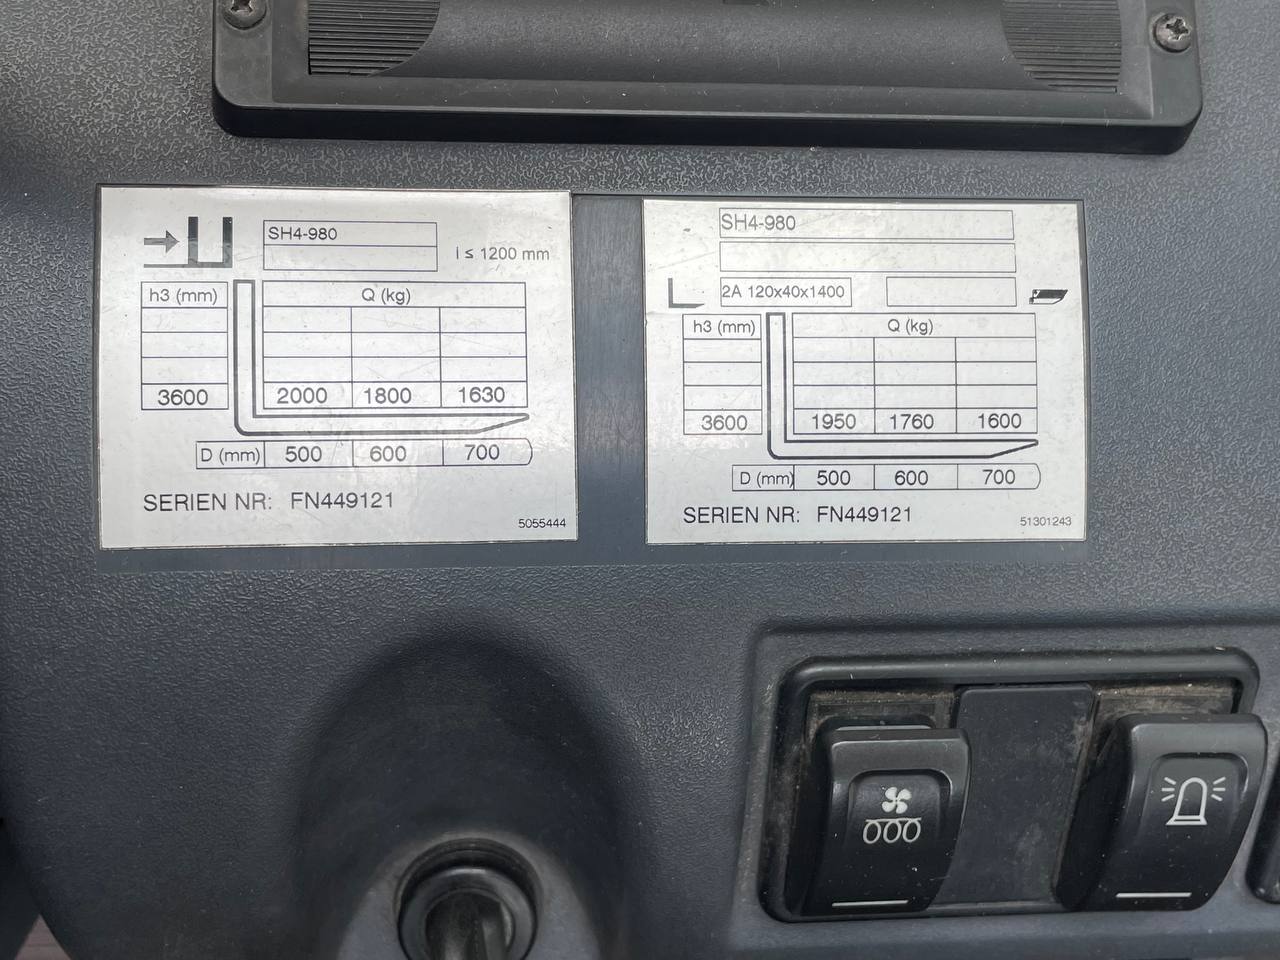 SH4-980
l ≤ 1200 mm
h3 (mm) Q (kg)
3600 2000 1800 1630
D (mm) 500 600 700
SERIEN NR: FN449121
5055444
SH4-980
2A 120x40x1400
h3 (mm) Q (kg)
3600 1950 1760 1600
D (mm) 500 600 700
SERIEN NR: FN449121
51301243